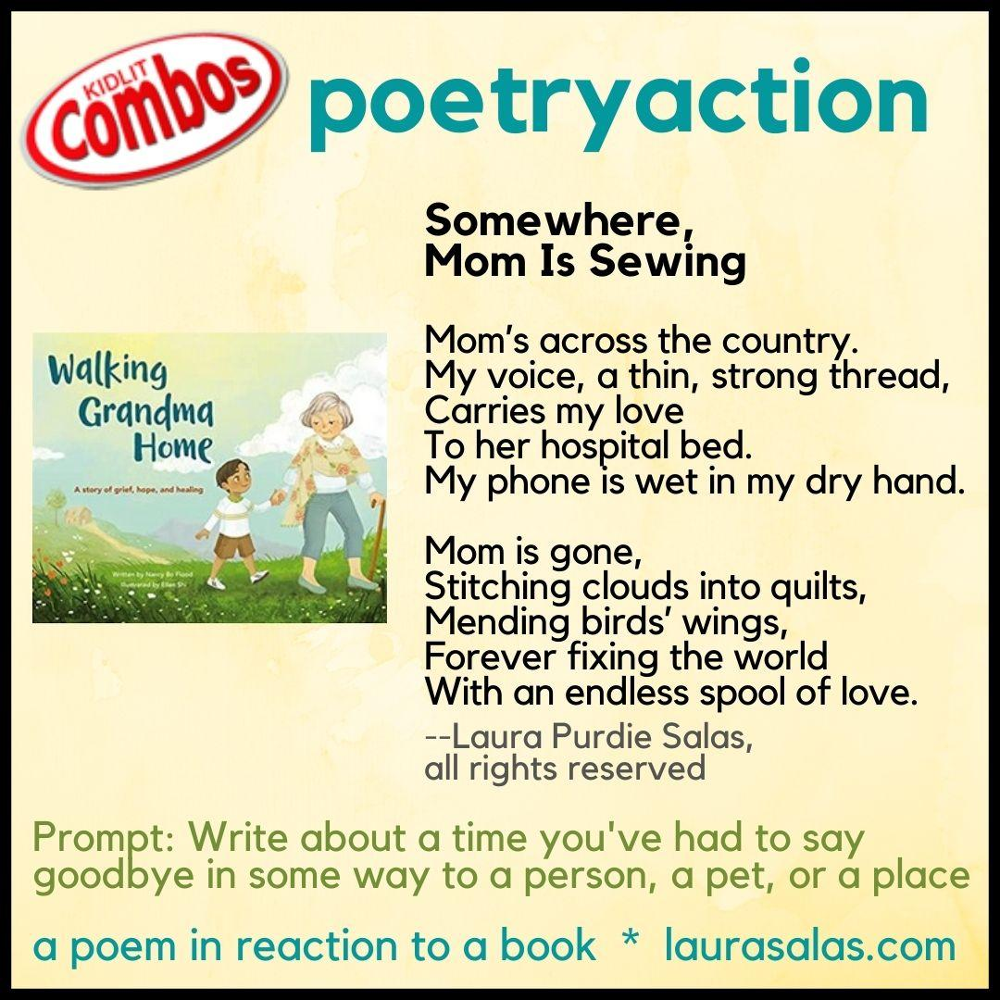 KIDLIT
Combos
poetryaction
Somewhere,
Mom Is Sewing
Mom’s across the country.
My voice, a thin, strong thread,
Carries my love
To her hospital bed.
My phone is wet in my dry hand.
Mom is gone,
Stitching clouds into quilts,
Mending birds’ wings,
Forever fixing the world
With an endless spool of love.
--Laura Purdie Salas,
all rights reserved
Walking
Grandma
Home
A story of grief, hope, and healing
Written by Nancy Bo Flood
Illustrated by Ellen Shi
Prompt: Write about a time you've had to say
goodbye in some way to a person, a pet, or a place
a poem in reaction to a book * laurasalas.com